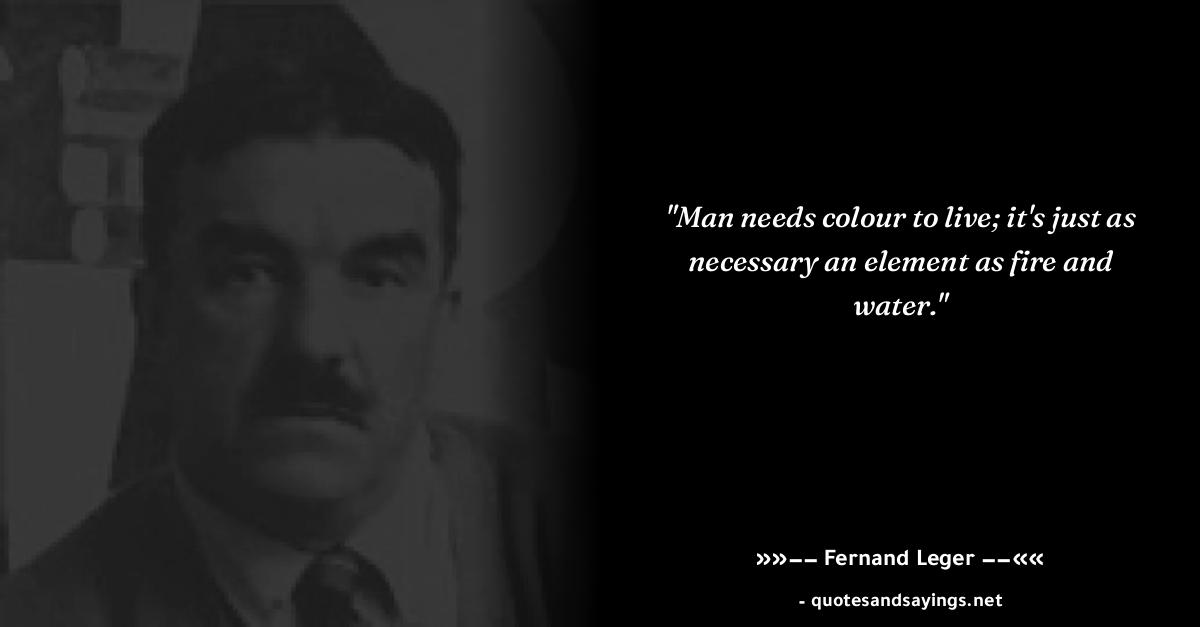 "Man needs colour to live; it's just as
necessary an element as fire and
water."
»»−− Fernand Leger −−««
- quotesandsayings.net